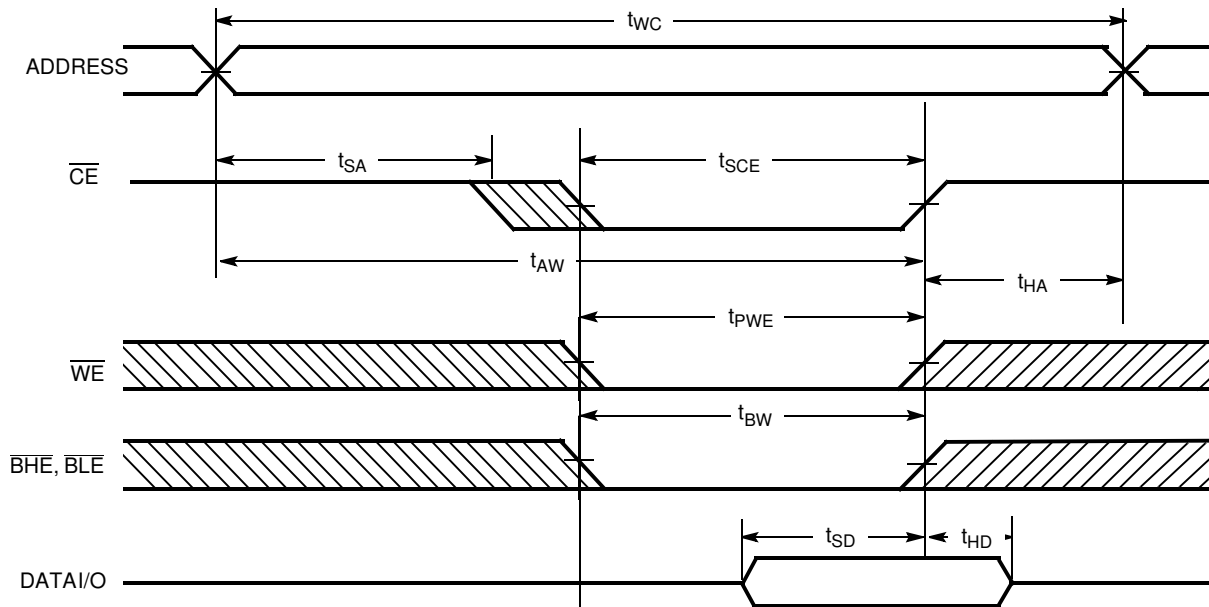 tWC
ADDRESS
tSA
tSCE
CE
tAW
tHA
tPWE
WE
tBW
BHE, BLE
tSD
tHD
DATAI/O